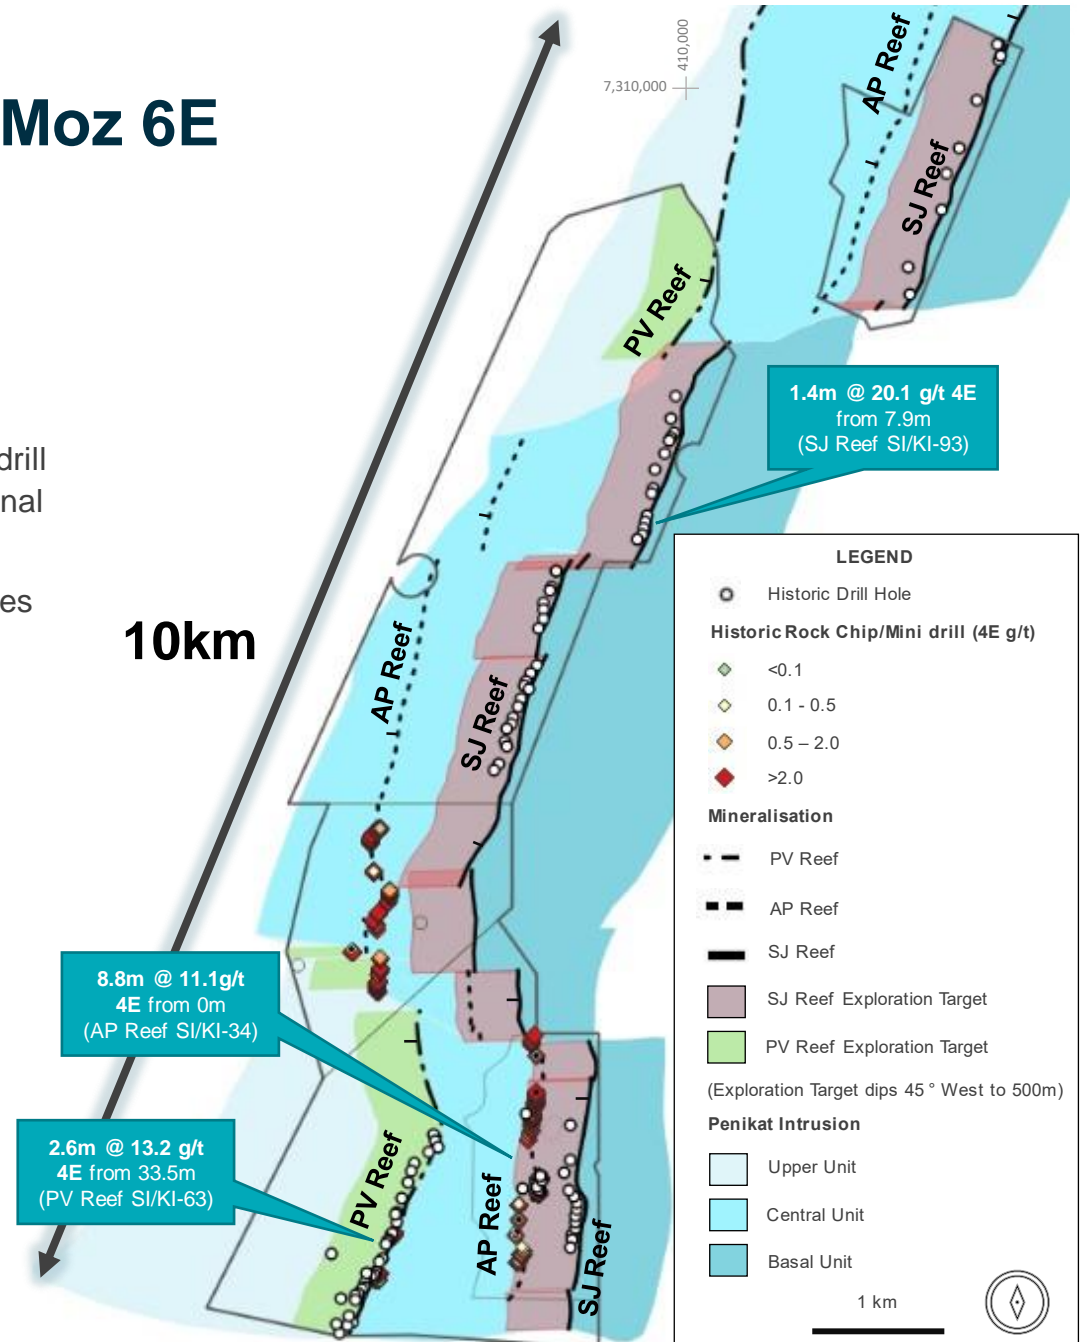 Moz 6E
410,000
7,310,000
AP Reef
SJ Reef
PV Reef
1.4m @ 20.1 g/t 4E
from 7.9m
(SJ Reef SI/KI-93)
drill
nal
es
10km
AP Reef
SJ Reef
8.8m @ 11.1g/t
4E from 0m
(AP Reef SI/KI-34)
2.6m @ 13.2 g/t
4E from 33.5m
(PV Reef SI/KI-63)
PV Reef
AP Reef
SJ Reef
LEGEND
Historic Drill Hole
Historic Rock Chip/Mini drill (4E g/t)
<0.1
0.1 - 0.5
0.5 – 2.0
>2.0
Mineralisation
PV Reef
AP Reef
SJ Reef
SJ Reef Exploration Target
PV Reef Exploration Target
(Exploration Target dips 45 ° West to 500m)
Penikat Intrusion
Upper Unit
Central Unit
Basal Unit
1 km